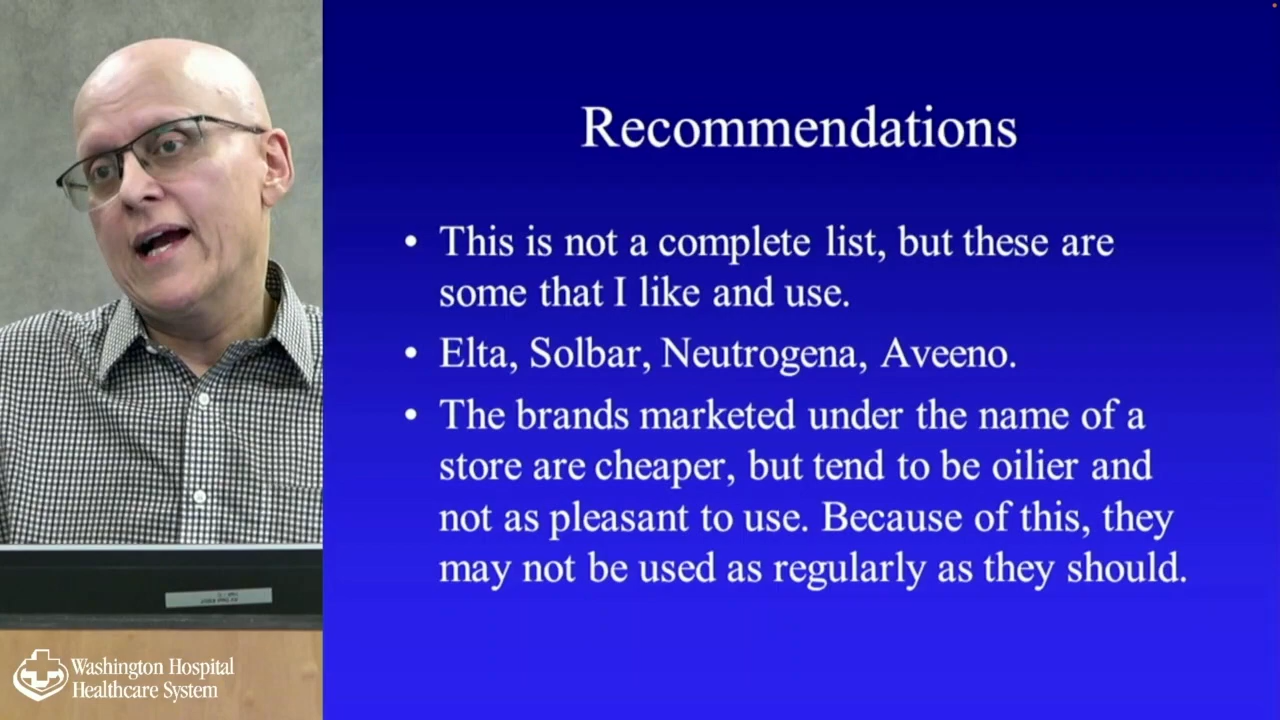 Recommendations
• This is not a complete list, but these are
some that I like and use.
• Elta, Solbar, Neutrogena, Aveeno.
• The brands marketed under the name of a
store are cheaper, but tend to be oilier and
not as pleasant to use. Because of this, they
may not be used as regularly as they should.
Washington Hospital
Healthcare System